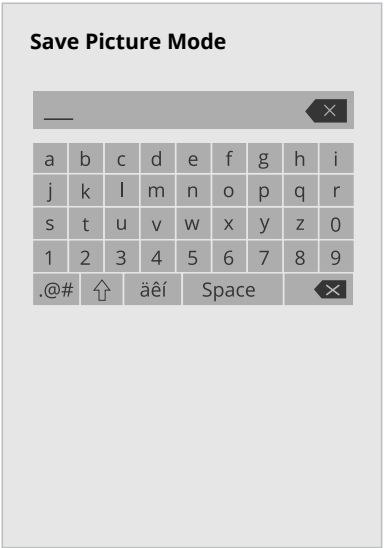 Save Picture Mode
a b c d e f g h i
j k l m n o p q r
s t u v w x y z 0
1 2 3 4 5 6 7 8 9
.@# äêí Space